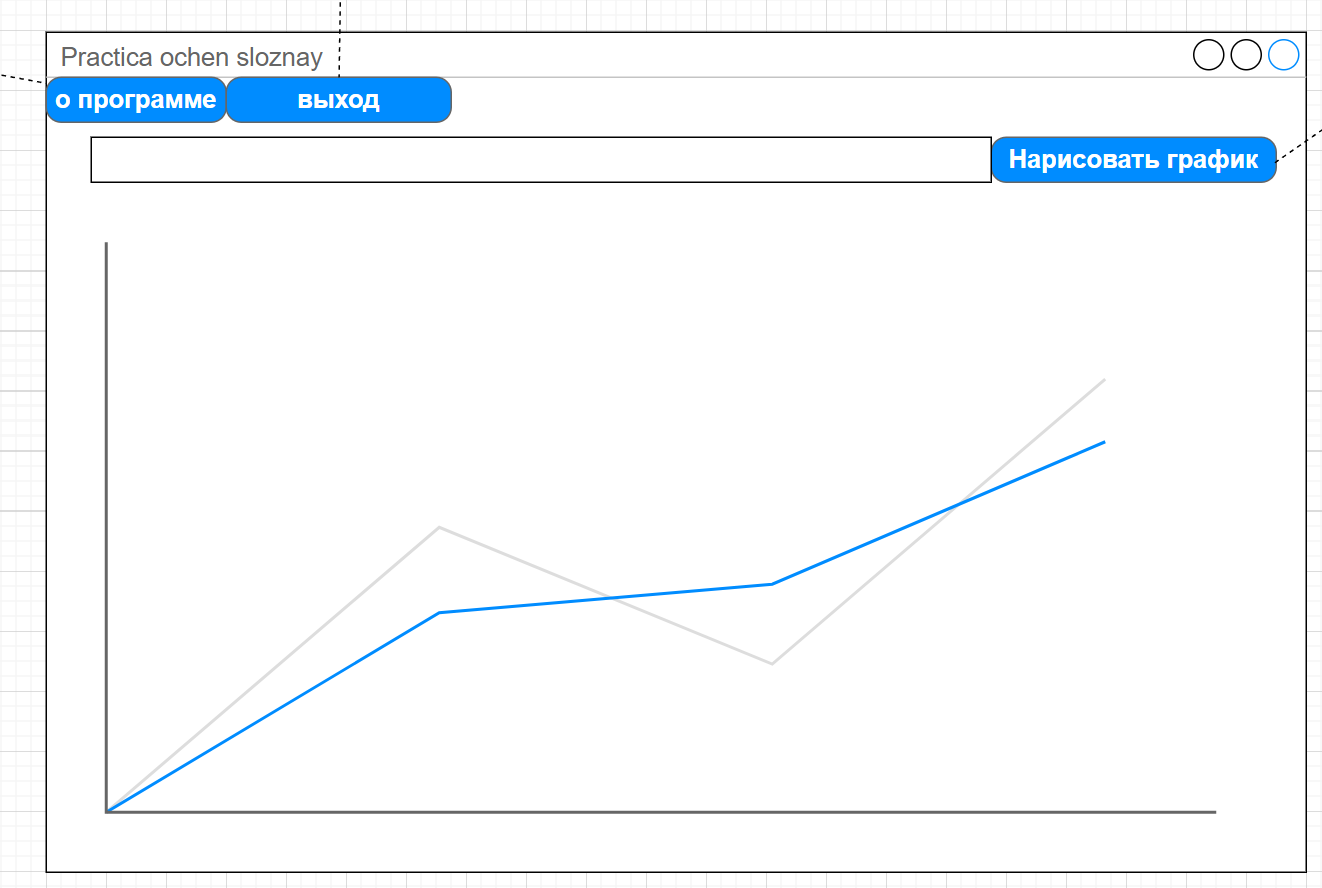 Practica ochen sloznay
о программе
выход
Нарисовать график